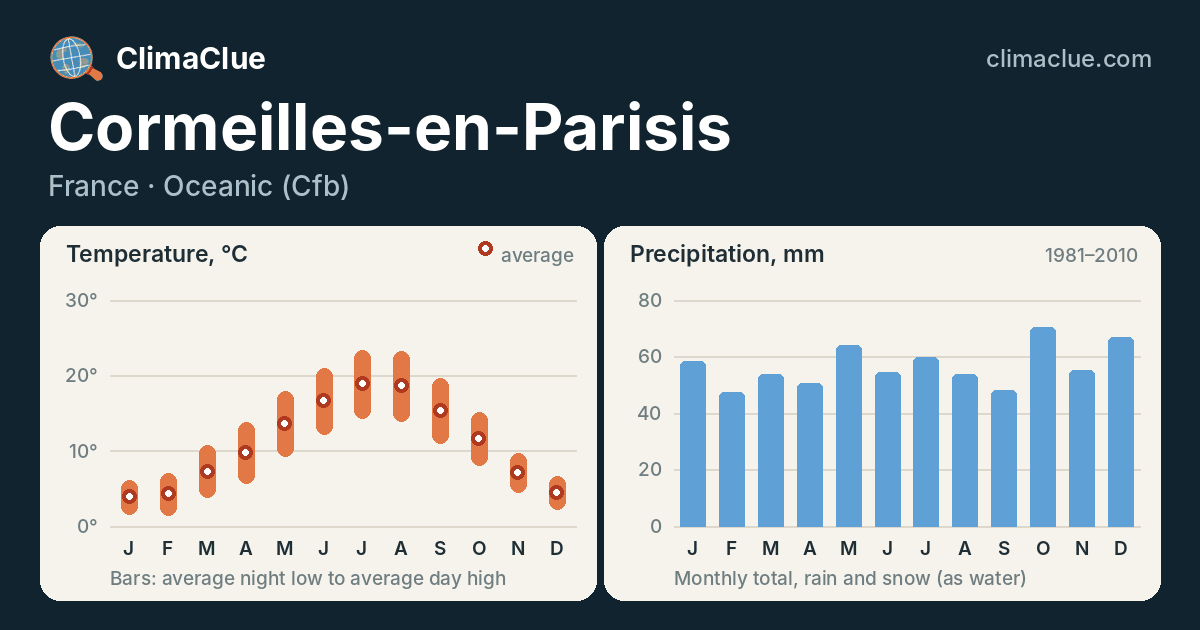 ClimaClue
climaclue.com
Cormeilles-en-Parisis
France · Oceanic (Cfb)
Temperature, °C
average
30°
20°
10°
0°
J F M A M J J A S O N D
Bars: average night low to average day high
Precipitation, mm
1981–2010
80
60
40
20
0
J F M A M J J A S O N D
Monthly total, rain and snow (as water)